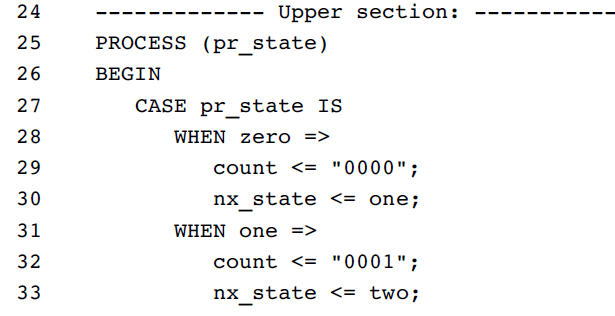 24 ------------- Upper section: -----------
25 PROCESS (pr_state)
26 BEGIN
27 CASE pr_state IS
28 WHEN zero =>
29 count <= "0000";
30 nx_state <= one;
31 WHEN one =>
32 count <= "0001";
33 nx_state <= two;